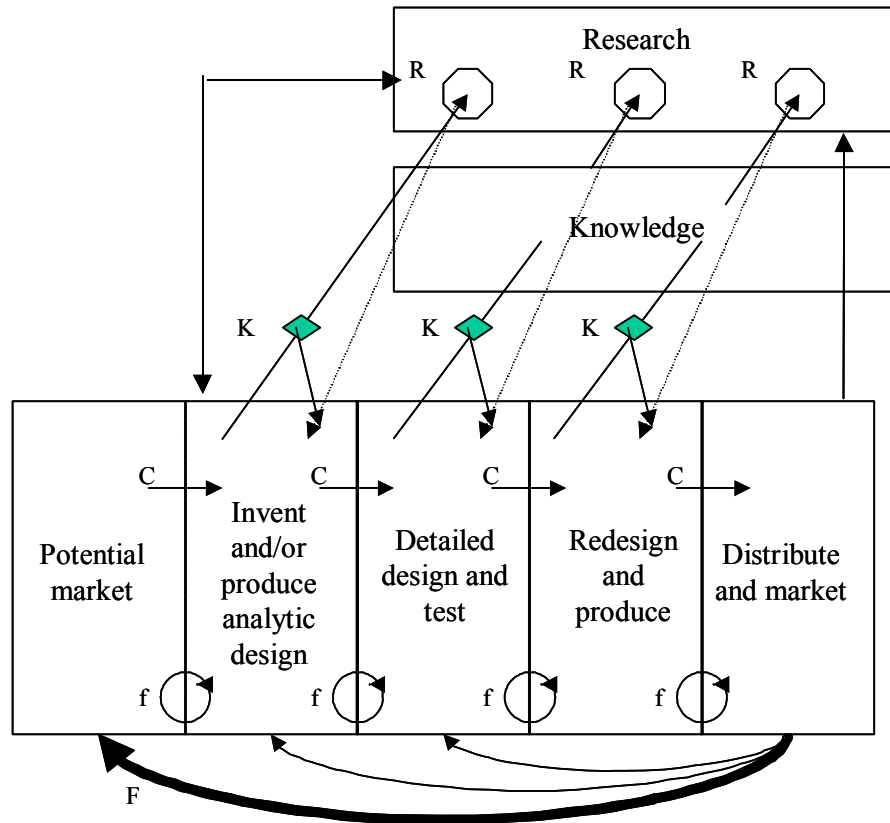 Research
R
R
R
Knowledge
K
K
K
C
C
C
C
Potential
market
Invent
and/or
produce
analytic
design
Detailed
design and
test
Redesign
and
produce
Distribute
and market
f
f
f
f
F